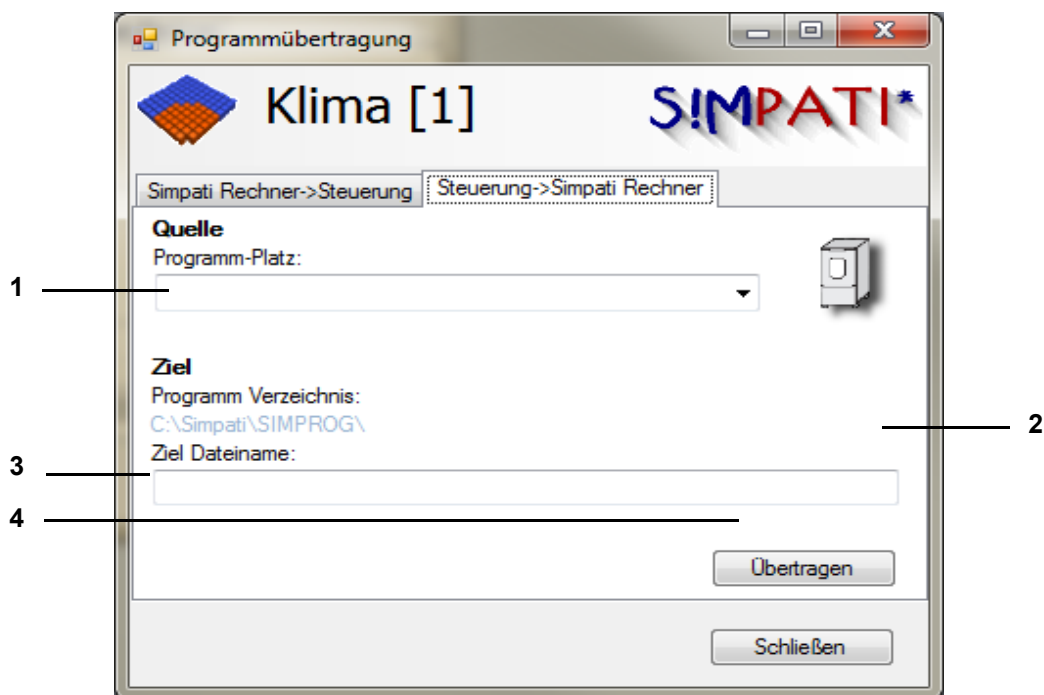 Programmübertragung
Klima [1]
S!MPATI*
Simpati Rechner->Steuerung
Steuerung->Simpati Rechner
Quelle
Programm-Platz:
1
Ziel
Programm Verzeichnis:
C:\Simpati\SIMPROG\
2
Ziel Dateiname:
3
4
Übertragen
Schließen